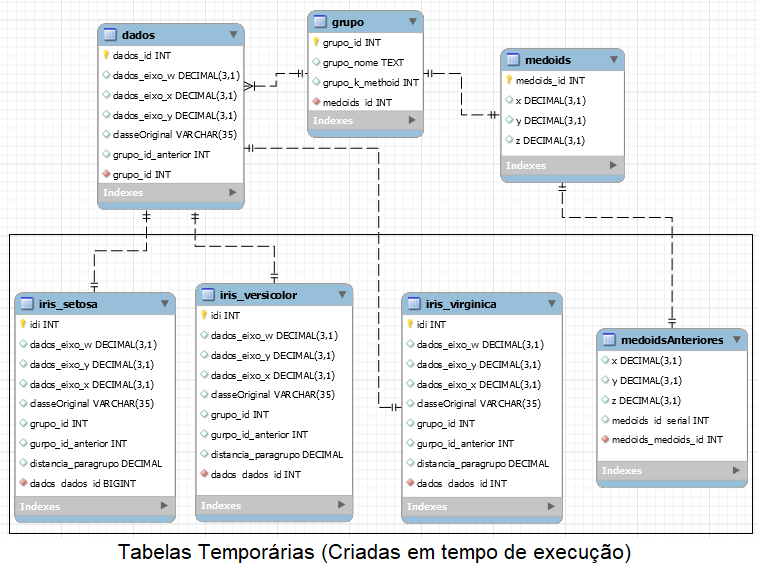 dados
dados_id INT
dados_eixo_w DECIMAL(3,1)
dados_eixo_x DECIMAL(3,1)
dados_eixo_y DECIMAL(3,1)
classeOriginal VARCHAR(35)
grupo_id_anterior INT
grupo_id INT
Indexes
grupo
grupo_id INT
grupo_nome TEXT
grupo_k_methoid INT
medoids_id INT
Indexes
medoids
medoids_id INT
x DECIMAL(3,1)
y DECIMAL(3,1)
z DECIMAL(3,1)
Indexes
iris_setosa
idi INT
dados_eixo_w DECIMAL(3,1)
dados_eixo_y DECIMAL(3,1)
dados_eixo_x DECIMAL(3,1)
classeOriginal VARCHAR(35)
grupo_id INT
gurpo_id_anterior INT
distancia_paragrupo DECIMAL
dados_dados_id BIGINT
Indexes
iris_versicolor
idi INT
dados_eixo_w DECIMAL(3,1)
dados_eixo_y DECIMAL(3,1)
dados_eixo_x DECIMAL(3,1)
classeOriginal VARCHAR(35)
grupo_id INT
gurpo_id_anterior INT
distancia_paragrupo DECIMAL
dados_dados_id INT
Indexes
iris_virginica
idi INT
dados_eixo_w DECIMAL(3,1)
dados_eixo_y DECIMAL(3,1)
dados_eixo_x DECIMAL(3,1)
classeOriginal VARCHAR(35)
grupo_id INT
gurpo_id_anterior INT
distancia_paragrupo DECIMAL
dados_dados_id INT
Indexes
medoidsAnteriores
x DECIMAL(3,1)
y DECIMAL(3,1)
z DECIMAL(3,1)
medoids_id_serial INT
medoids_medoids_id INT
Indexes
Tabelas Temporárias (Criadas em tempo de execução)